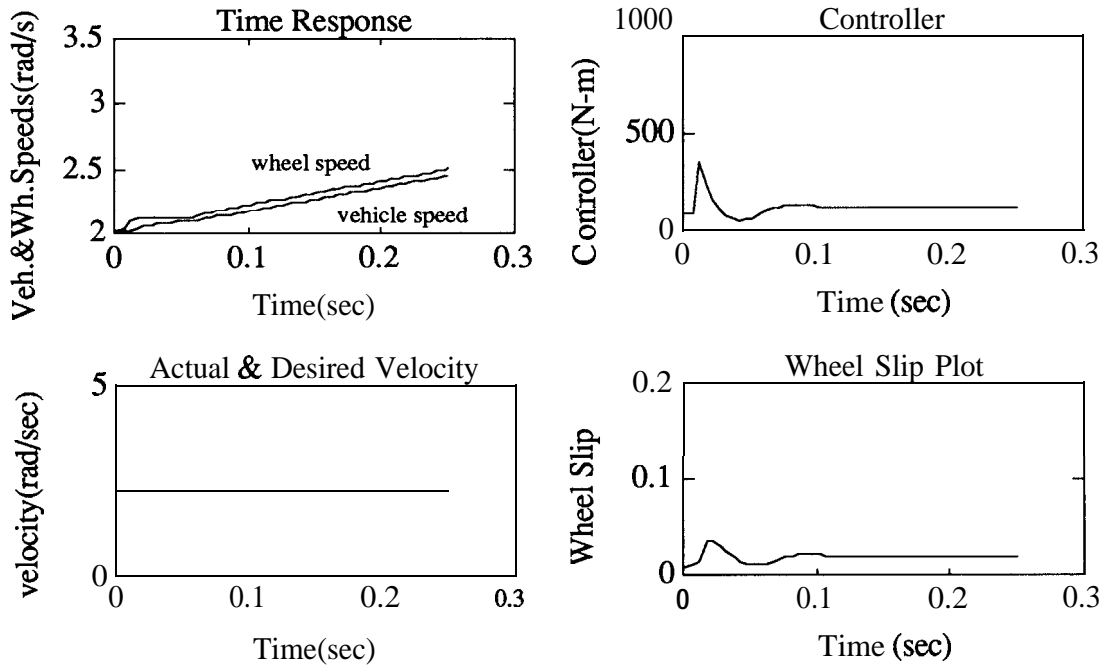 Time Response
Veh.&Wh.Speeds(rad/s)
3.5
3
2.5
2
wheel speed
vehicle speed
0
0.1
0.2
0.3
Time(sec)
Controller
Controller(N-m)
1000
500
0
0
0.1
0.2
0.3
Time (sec)
Actual & Desired Velocity
velocity(rad/sec)
5
0
0
0.1
0.2
0.3
Time(sec)
Wheel Slip Plot
Wheel Slip
0.2
0.1
0
0
0.1
0.2
0.3
Time (sec)